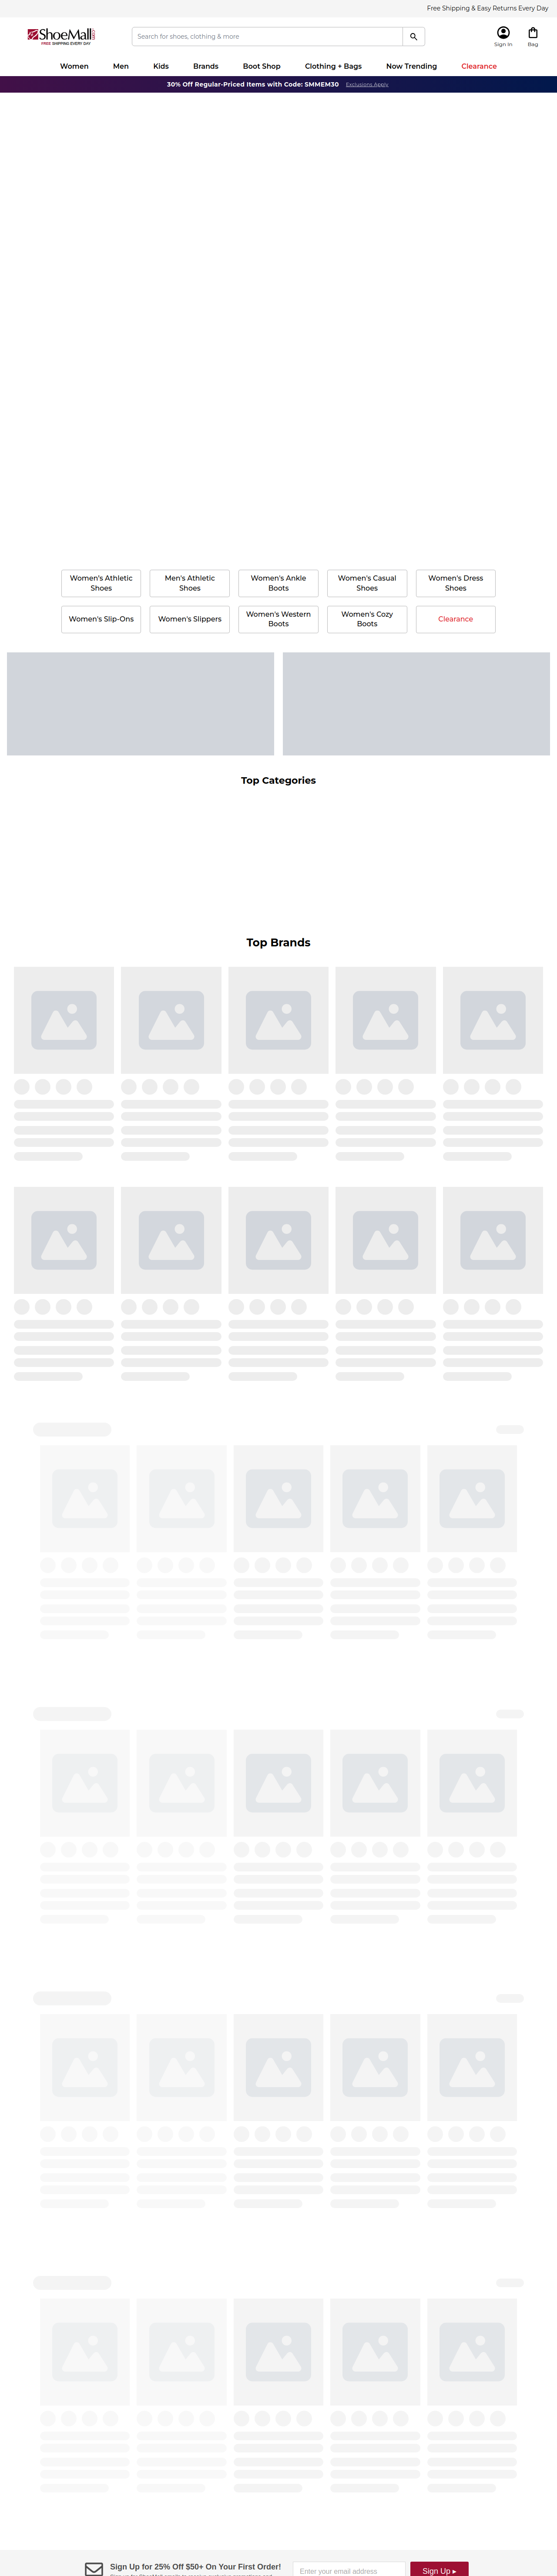 Free Shipping & Easy Returns Every Day
ShoeMall.com
FREE SHIPPING EVERY DAY
Search for shoes, clothing & more
Sign In
Bag
Women Men Kids Brands Boot Shop Clothing + Bags Now Trending Clearance
30% Off Regular-Priced Items with Code: SMMEM30 Exclusions Apply
Women's Athletic
Shoes
Men's Athletic
Shoes
Women's Ankle
Boots
Women's Casual
Shoes
Women's Dress
Shoes
Women's Slip-Ons
Women's Slippers
Women's Western
Boots
Women's Cozy
Boots
Clearance
Top Categories
Top Brands
Sign Up for 25% Off $50+ On Your First Order!
Enter your email address
Sign Up ▸